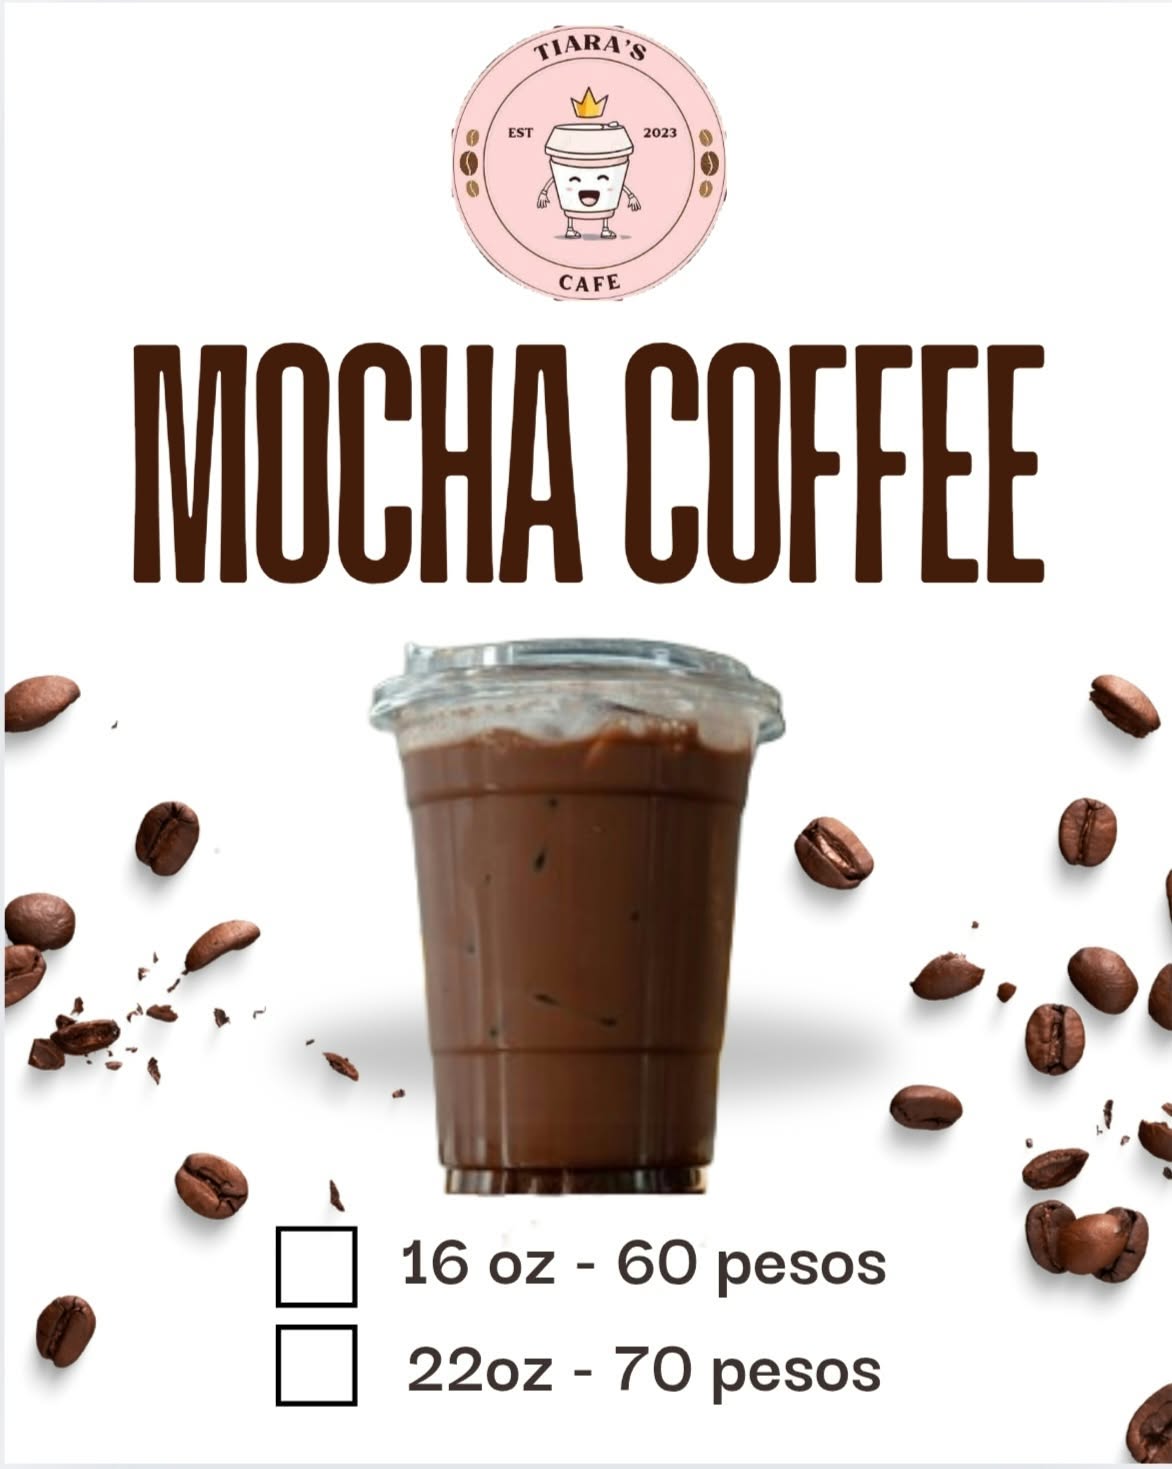 TIARA'S
EST 2023
CAFE
MOCHA COFFEE
16 oz - 60 pesos
22oz - 70 pesos